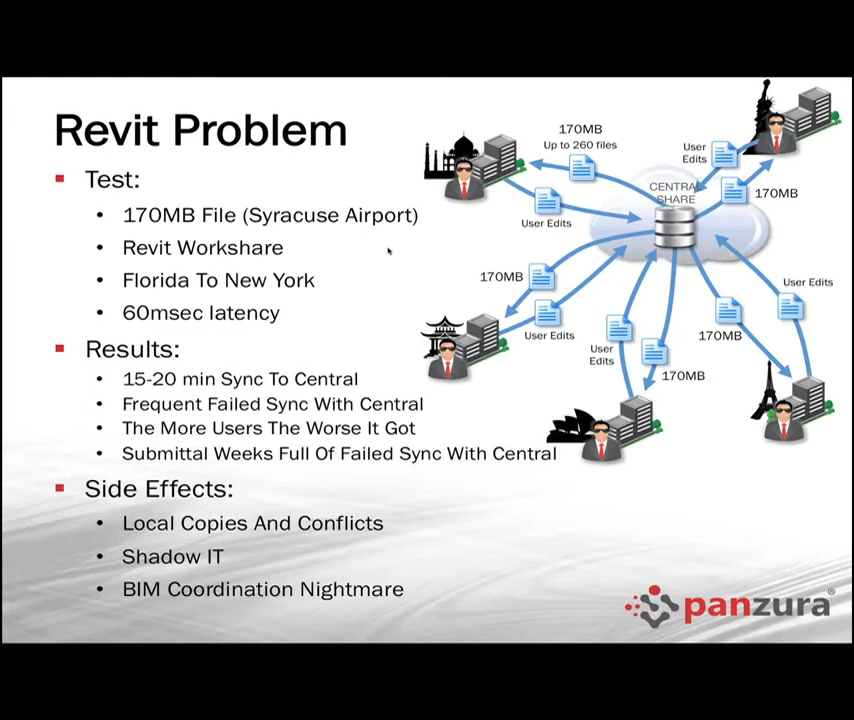 Revit Problem
Test:
170MB File (Syracuse Airport)
Revit Workshare
Florida To New York
60msec latency
Results:
15-20 min Sync To Central
Frequent Failed Sync With Central
The More Users The Worse It Got
Submittal Weeks Full Of Failed Sync With Central
Side Effects:
Local Copies And Conflicts
Shadow IT
BIM Coordination Nightmare
170MB
Up to 260 files
User Edits
User
Edits
170MB
CENTRAL
SHARE
170MB
User Edits
User
Edits
170MB
170MB
User Edits
panzura®